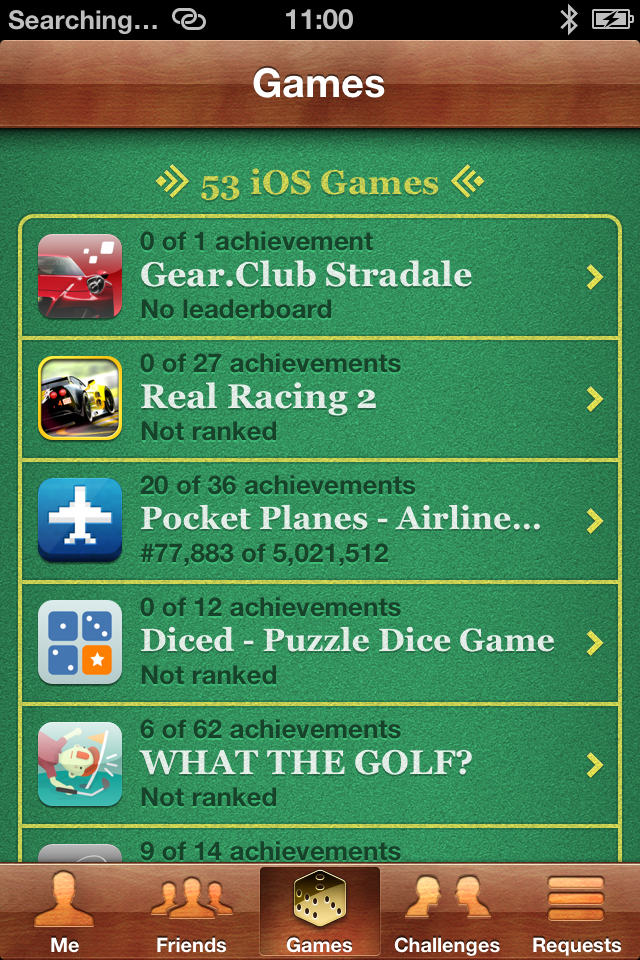 Searching... 11:00
Games
53 iOS Games
0 of 1 achievement
Gear.Club Stradale
No leaderboard
0 of 27 achievements
Real Racing 2
Not ranked
20 of 36 achievements
Pocket Planes - Airline...
#77,883 of 5,021,512
0 of 12 achievements
Diced - Puzzle Dice Game
Not ranked
6 of 62 achievements
WHAT THE GOLF?
Not ranked
9 of 14 achievements
Me Friends Games Challenges Requests